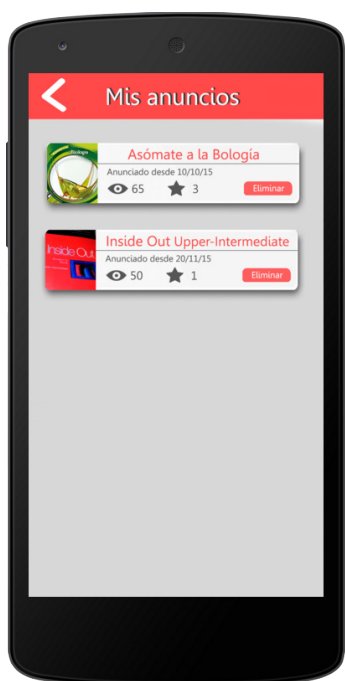 Mis anuncios
Biología
Asómate a la Bología
Anunciado desde 10/10/15
65 3 Eliminar
Inside Out
Inside Out Upper-Intermediate
Anunciado desde 20/11/15
50 1 Eliminar